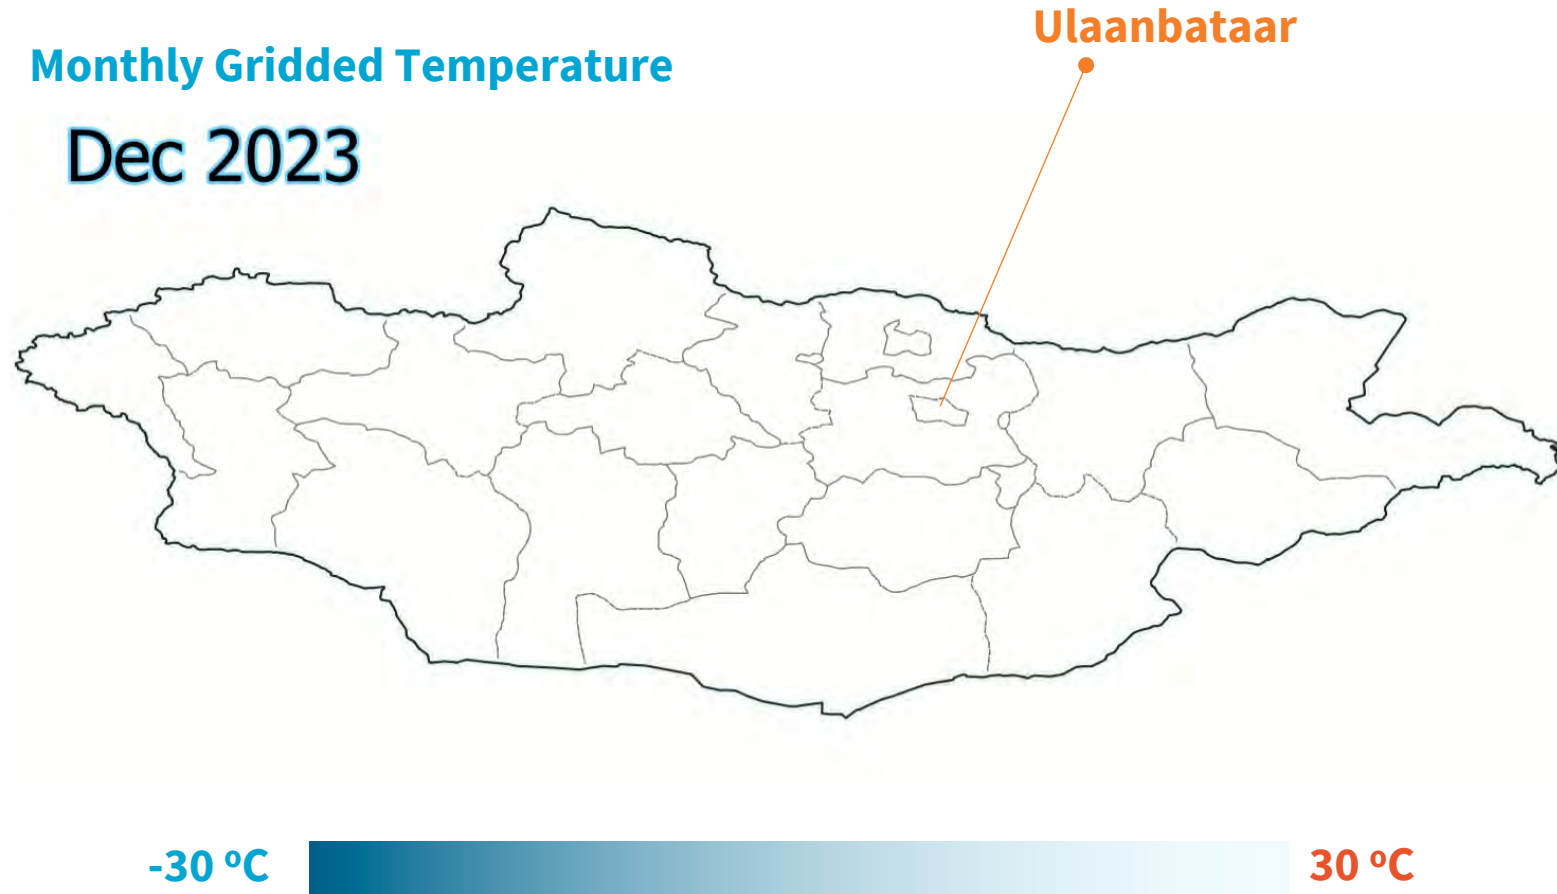 Ulaanbataar
Monthly Gridded Temperature
Dec 2023
-30 ºC
30 ºC